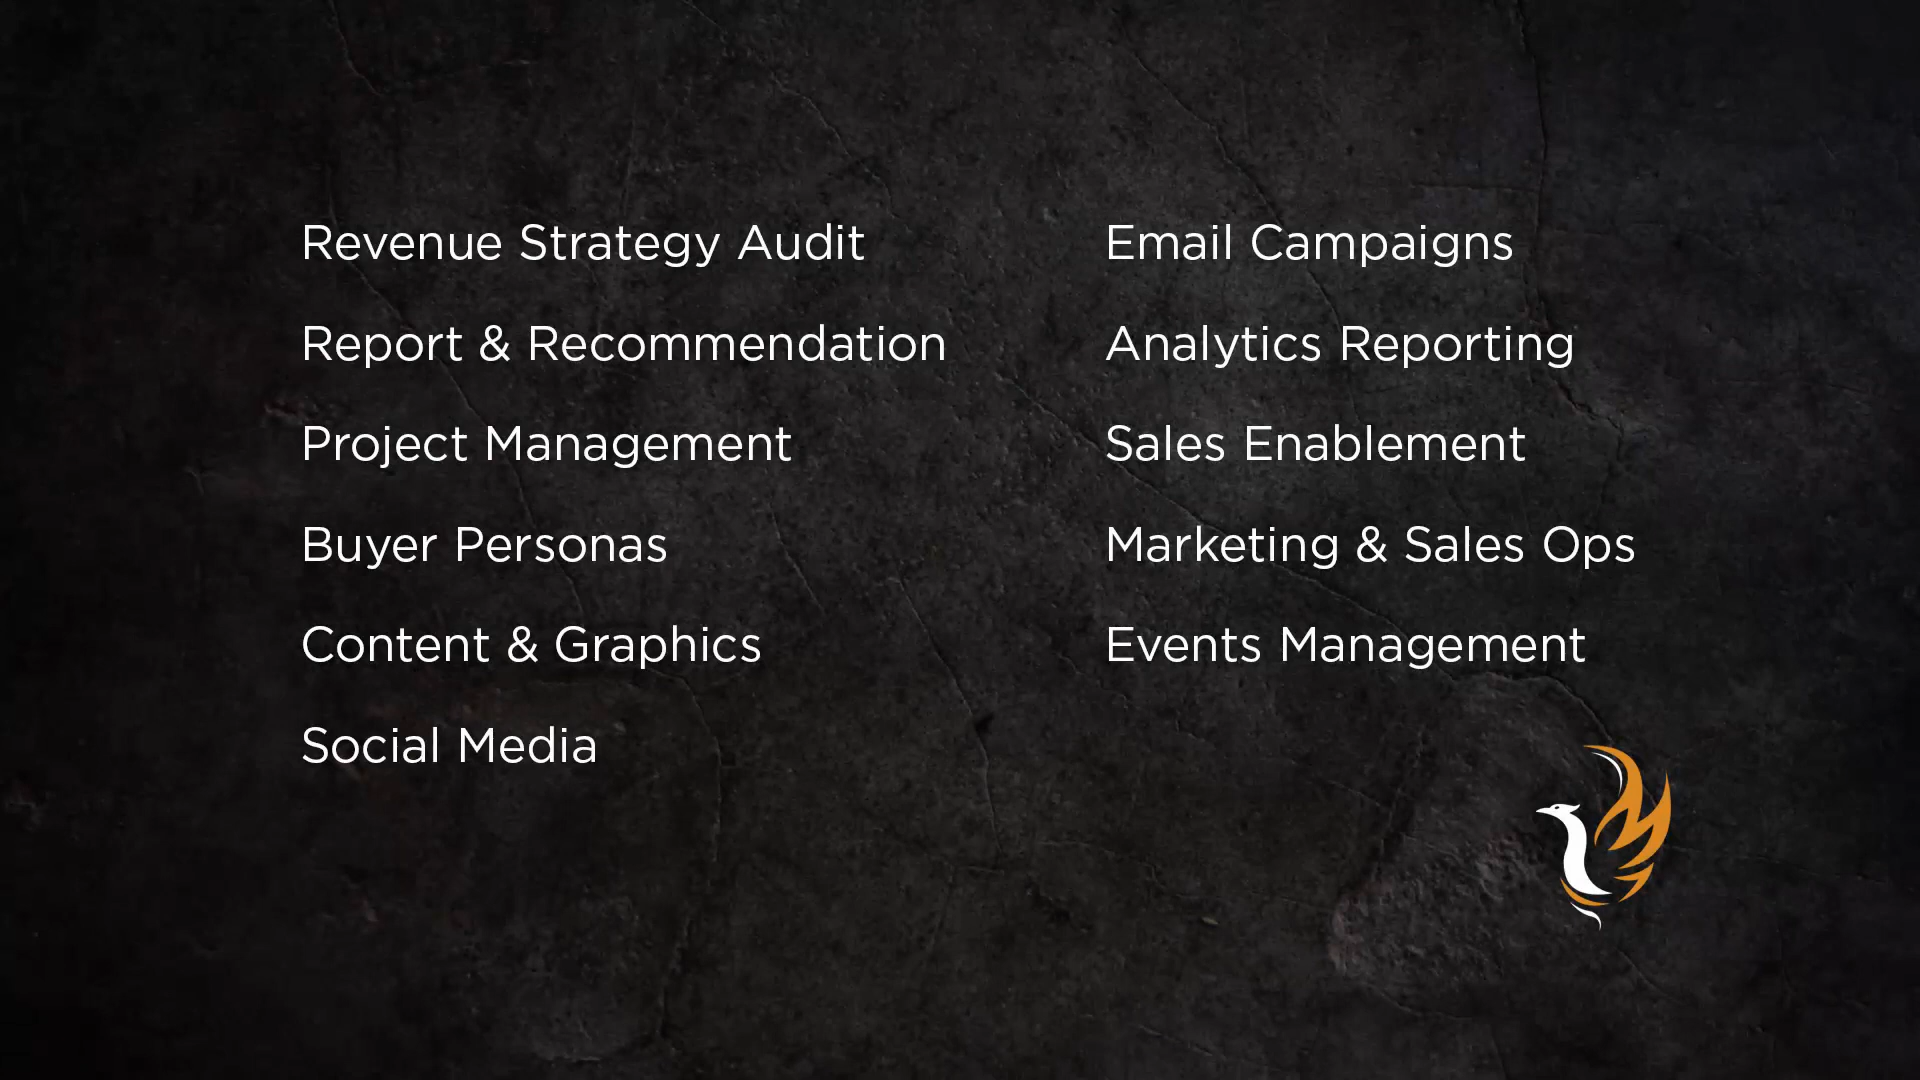 Revenue Strategy Audit
Report & Recommendation
Project Management
Buyer Personas
Content & Graphics
Social Media
Email Campaigns
Analytics Reporting
Sales Enablement
Marketing & Sales Ops
Events Management